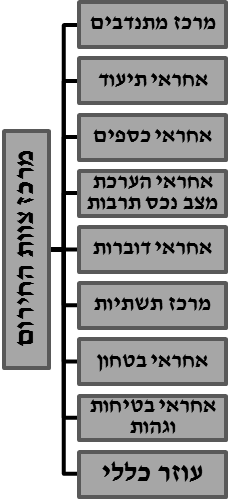 מרכז צוות החירום
מרכז מתנדבים
אחראי תיעוד
אחראי כספים
אחראי הערכת
מצב נכס תרבות
אחראי דוברות
מרכז תשתיות
אחראי בטחון
אחראי בטיחות
וגהות
עוזר כללי